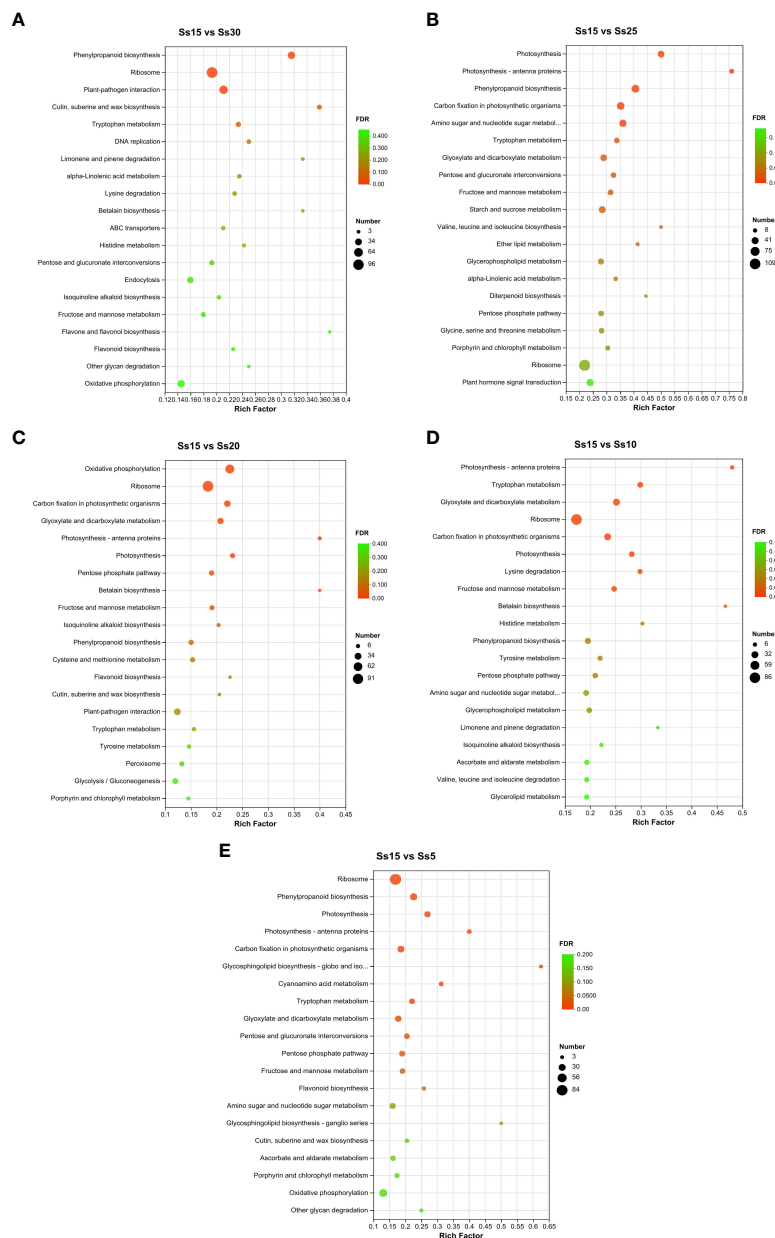 A
Ss15 vs Ss30
Phenylpropanoid biosynthesis
Ribosome
Plant-pathogen interaction
Cutin, suberine and wax biosynthesis
Tryptophan metabolism
DNA replication
Limonene and pinene degradation
alpha-Linolenic acid metabolism
Lysine degradation
Betalain biosynthesis
ABC transporters
Histidine metabolism
Pentose and glucuronate interconversions
Endocytosis
Isoquinoline alkaloid biosynthesis
Fructose and mannose metabolism
Flavone and flavonol biosynthesis
Flavonoid biosynthesis
Other glycan degradation
Oxidative phosphorylation
0.120.140.160.18 0.2 0.220.240.260.28 0.3 0.320.340.360.38 0.4
Rich Factor
FDR
0.400
0.300
0.200
0.100
0.00
Number
3
34
64
96
B
Ss15 vs Ss25
Photosynthesis
Photosynthesis - antenna proteins
Phenylpropanoid biosynthesis
Carbon fixation in photosynthetic organisms
Amino sugar and nucleotide sugar metabol...
Tryptophan metabolism
Glyoxylate and dicarboxylate metabolism
Pentose and glucuronate interconversions
Fructose and mannose metabolism
Starch and sucrose metabolism
Valine, leucine and isoleucine biosynthesis
Ether lipid metabolism
Glycerophospholipid metabolism
alpha-Linolenic acid metabolism
Diterpenoid biosynthesis
Pentose phosphate pathway
Glycine, serine and threonine metabolism
Porphyrin and chlorophyll metabolism
Ribosome
Plant hormone signal transduction
0.15 0.2 0.25 0.3 0.35 0.4 0.45 0.5 0.55 0.6 0.65 0.7 0.75 0.8
Rich Factor
FDR
Number
8
41
75
109
C
Ss15 vs Ss20
Oxidative phosphorylation
Ribosome
Carbon fixation in photosynthetic organisms
Glyoxylate and dicarboxylate metabolism
Photosynthesis - antenna proteins
Photosynthesis
Pentose phosphate pathway
Betalain biosynthesis
Fructose and mannose metabolism
Isoquinoline alkaloid biosynthesis
Phenylpropanoid biosynthesis
Cysteine and methionine metabolism
Flavonoid biosynthesis
Cutin, suberine and wax biosynthesis
Plant-pathogen interaction
Tryptophan metabolism
Tyrosine metabolism
Peroxisome
Glycolysis / Gluconeogenesis
Porphyrin and chlorophyll metabolism
0.1 0.15 0.2 0.25 0.3 0.35 0.4 0.45
Rich Factor
FDR
0.400
0.300
0.200
0.100
0.00
Number
6
34
62
91
D
Ss15 vs Ss10
Photosynthesis - antenna proteins
Tryptophan metabolism
Glyoxylate and dicarboxylate metabolism
Ribosome
Carbon fixation in photosynthetic organisms
Photosynthesis
Lysine degradation
Fructose and mannose metabolism
Betalain biosynthesis
Histidine metabolism
Phenylpropanoid biosynthesis
Tyrosine metabolism
Pentose phosphate pathway
Amino sugar and nucleotide sugar metabol...
Glycerophospholipid metabolism
Limonene and pinene degradation
Isoquinoline alkaloid biosynthesis
Ascorbate and aldarate metabolism
Valine, leucine and isoleucine degradation
Glycerolipid metabolism
0.15 0.2 0.25 0.3 0.35 0.4 0.45 0.5
Rich Factor
FDR
Numbe
6
32
59
86
E
Ss15 vs Ss5
Ribosome
Phenylpropanoid biosynthesis
Photosynthesis
Photosynthesis - antenna proteins
Carbon fixation in photosynthetic organisms
Glycosphingolipid biosynthesis - globo and iso...
Cyanoamino acid metabolism
Tryptophan metabolism
Glyoxylate and dicarboxylate metabolism
Pentose and glucuronate interconversions
Pentose phosphate pathway
Fructose and mannose metabolism
Flavonoid biosynthesis
Amino sugar and nucleotide sugar metabolism
Glycosphingolipid biosynthesis - ganglio series
Cutin, suberine and wax biosynthesis
Ascorbate and aldarate metabolism
Porphyrin and chlorophyll metabolism
Oxidative phosphorylation
Other glycan degradation
0.1 0.15 0.2 0.25 0.3 0.35 0.4 0.45 0.5 0.55 0.6 0.65
Rich Factor
FDR
0.200
0.150
0.100
0.0500
0.00
Number
3
30
56
84